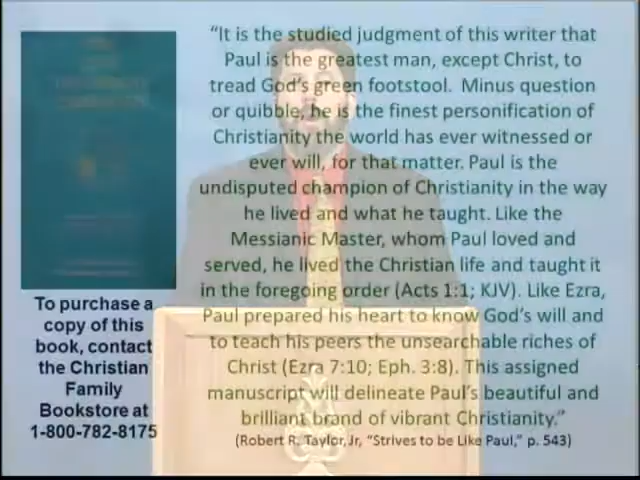 “It is the studied judgment of this writer that
Paul is the greatest man, except Christ, to
tread God’s green footstool.  Minus question
or quibble, he is the finest personification of
Christianity the world has ever witnessed or
ever will, for that matter. Paul is the
undisputed champion of Christianity in the way
he lived and what he taught. Like the
Messianic Master, whom Paul loved and
served, he lived the Christian life and taught it
in the foregoing order (Acts 1:1; KJV). Like Ezra,
Paul prepared his heart to know God’s will and
to teach his peers the unsearchable riches of
Christ (Ezra 7:10; Eph. 3:8). This assigned
manuscript will delineate Paul’s beautiful and
brilliant brand of vibrant Christianity.”
(Robert R. Taylor, Jr, “Strives to be Like Paul,” p. 543)
To purchase a
copy of this
book, contact
the Christian
Family
Bookstore at
1-800-782-8175